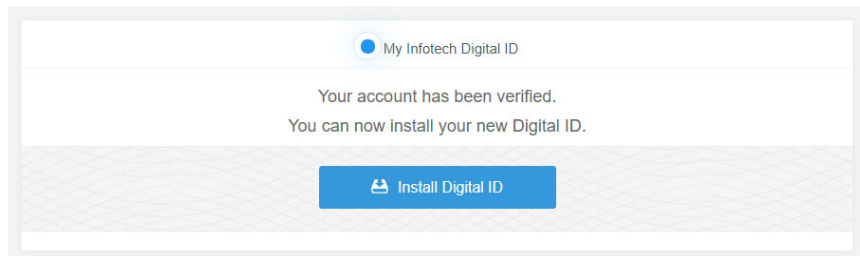 My Infotech Digital ID
Your account has been verified.
You can now install your new Digital ID.
Install Digital ID